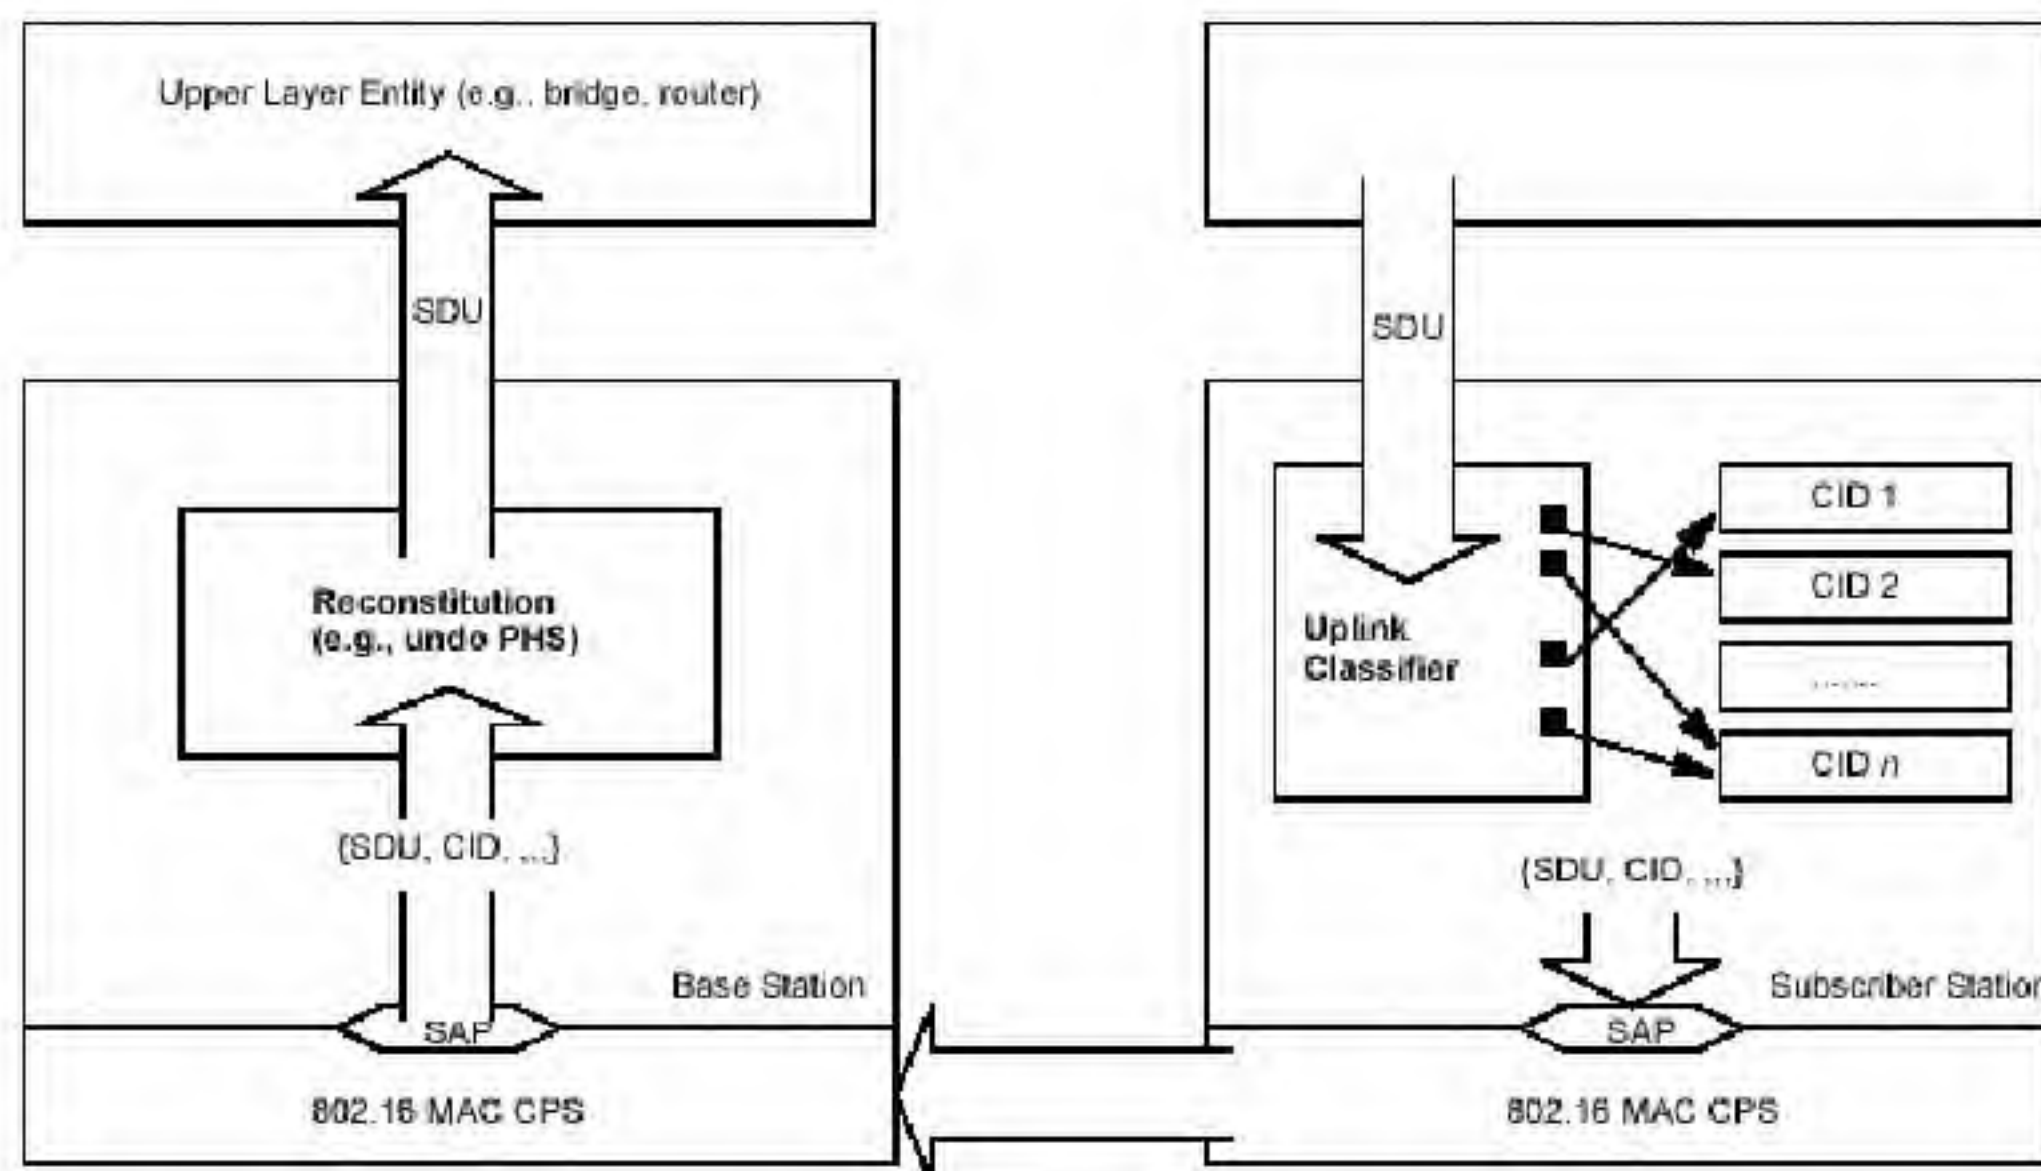 Upper Layer Entity (e.g., bridge, router)
SDU
Reconstitution
(e.g., undo PHS)
{SDU, CID, ,,,}
Base Station
SAP
802.16 MAC CPS
SDU
Uplink
Classifier
CID 1
CID 2
.......
CID n
{SDU, CID, ,,,}
Subscriber Station
SAP
802.16 MAC CPS